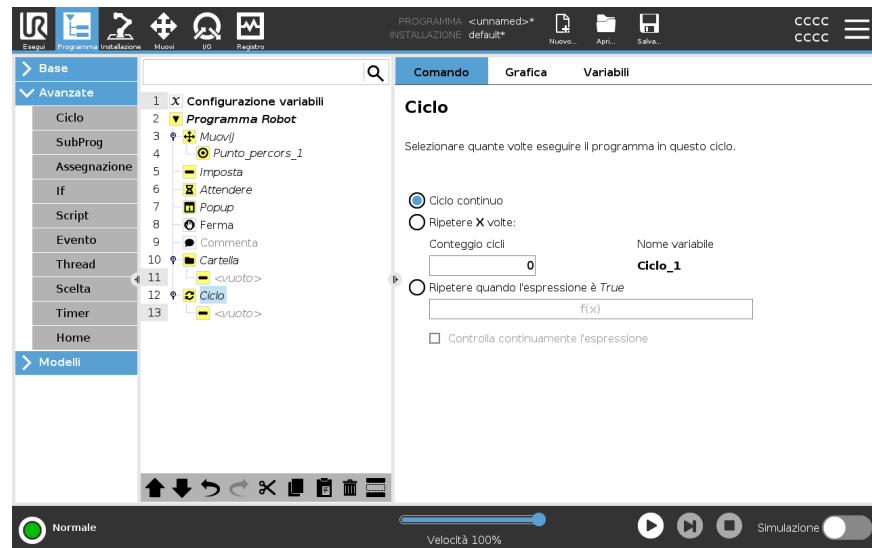 UR
PROGRAMMA <unnamed>*
INSTALLAZIONE default*
cccc
cccc
Esegui Programma Installazione Muovi I/O Registro Nuovo... Apri... Salva...
Base
Avanzate
Ciclo
SubProg
Assegnazione
If
Script
Evento
Thread
Scelta
Timer
Home
Modelli
1 X Configurazione variabili
2 Programma Robot
3 MuoviJ
4 Punto_percors_1
5 Imposta
6 Attendere
7 Popup
8 Ferma
9 Commenta
10 Cartella
11 <vuoto>
12 Ciclo
13 <vuoto>
Comando Grafica Variabili
Ciclo
Selezionare quante volte eseguire il programma in questo ciclo.
Ciclo continuo
Ripetere X volte:
Conteggio cicli Nome variabile
0 Ciclo_1
Ripetere quando l'espressione è True
f(x)
Controlla continuamente l'espressione
Normale
Velocità 100%
Simulazione